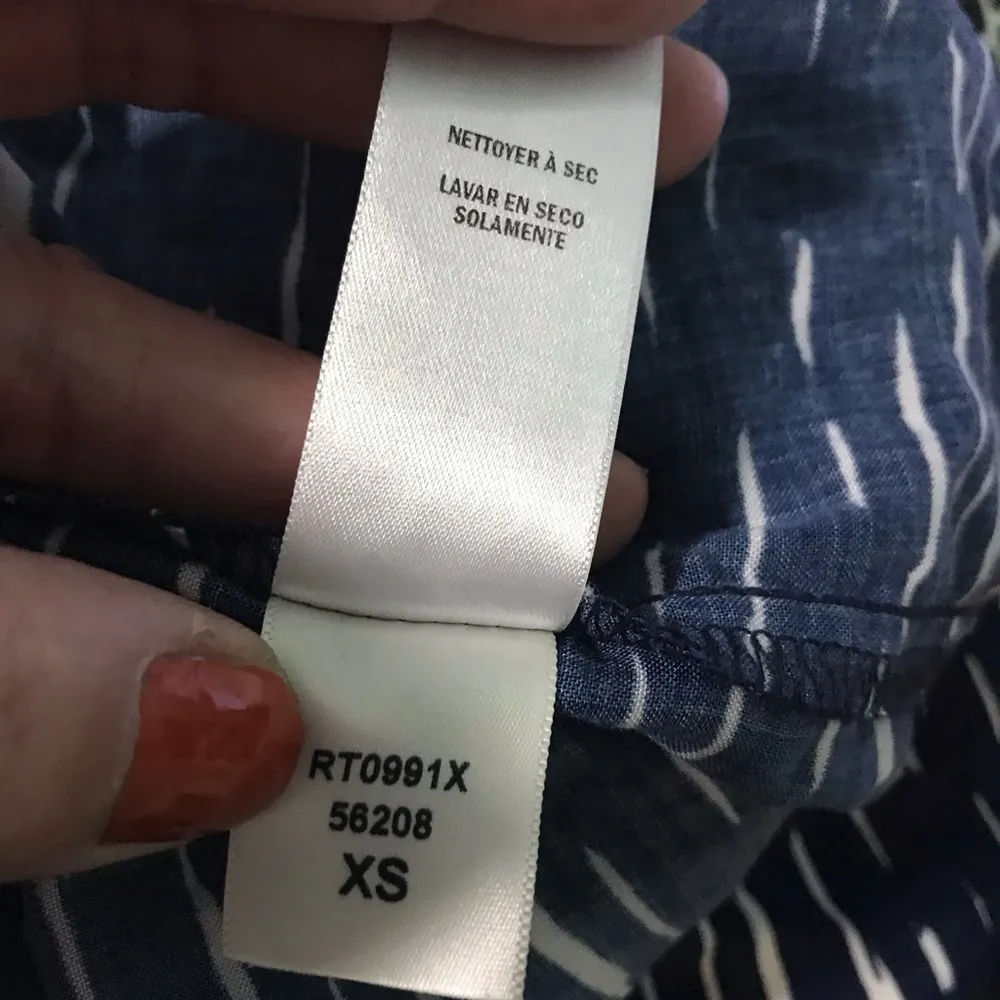 NETTOYER À SEC
LAVAR EN SECO
SOLAMENTE
RT0991X
56208
XS